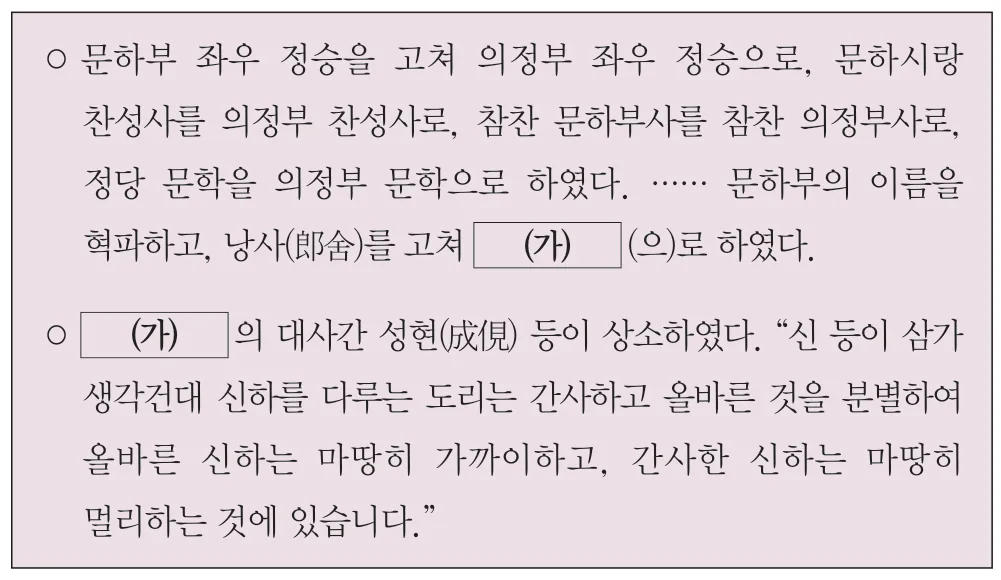 ○ 문하부 좌우 정승을 고쳐 의정부 좌우 정승으로, 문하시랑
찬성사를 의정부 찬성사로, 참찬 문하부사를 참찬 의정부사로,
정당 문학을 의정부 문학으로 하였다. …… 문하부의 이름을
혁파하고, 낭사(郎舍)를 고쳐 (가) (으)로 하였다.
○ (가) 의 대사간 성현(成俔) 등이 상소하였다. “신 등이 삼가
생각건대 신하를 다루는 도리는 간사하고 올바른 것을 분별하여
올바른 신하는 마땅히 가까이하고, 간사한 신하는 마땅히
멀리하는 것에 있습니다.”